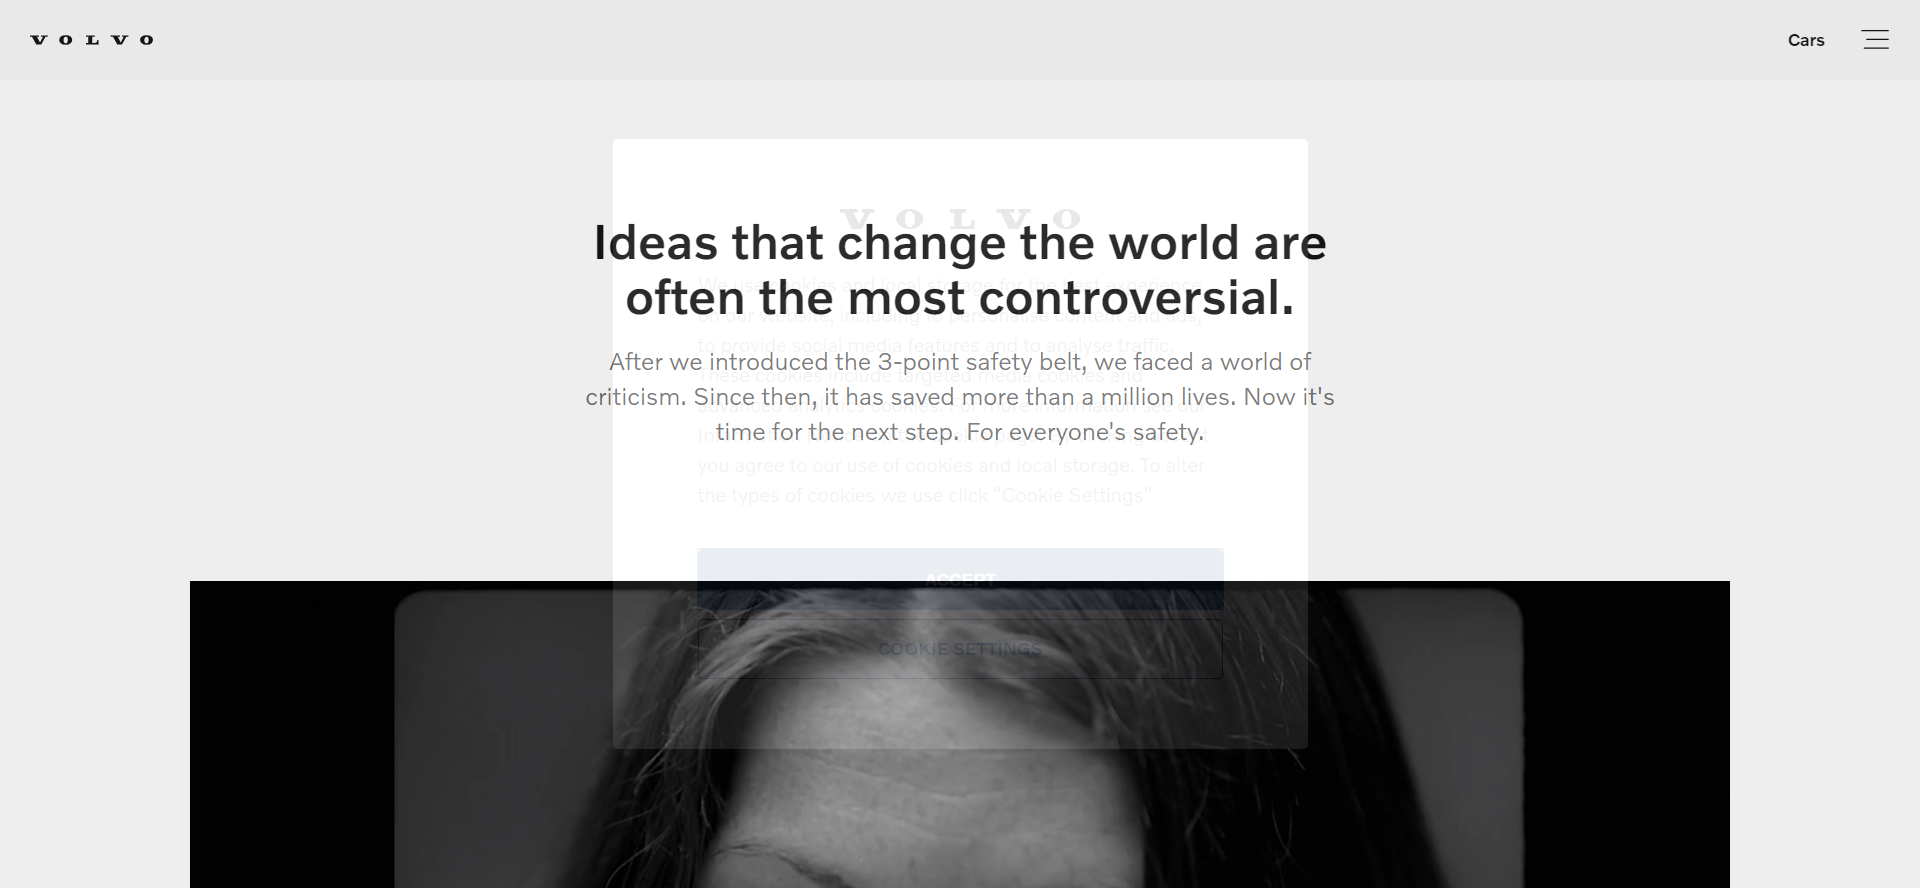 VOLVO
Cars
VOLVO
Ideas that change the world are
often the most controversial.
We use cookies and local storage for the best experience
on our website, including to personalise content and ads,
to provide social media features and to analyse traffic.
After we introduced the 3-point safety belt, we faced a world of
These cookies include targeted media cookies and
criticism. Since then, it has saved more than a million lives. Now it's
advanced analytics cookies. For more information see our
time for the next step. For everyone's safety.
you agree to our use of cookies and local storage. To alter
the types of cookies we use click “Cookie Settings”
ACCEPT
COOKIE SETTINGS